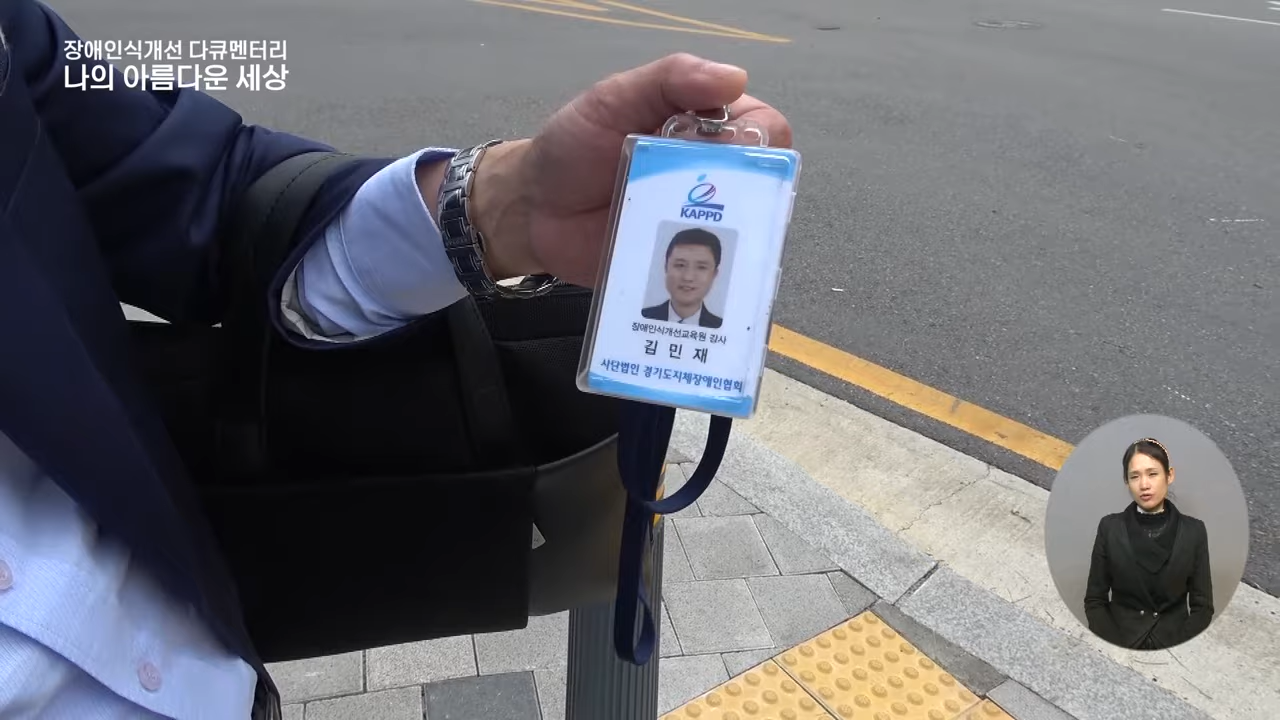 장애인식개선 다큐멘터리
나의 아름다운 세상
KAPPD
장애인식개선교육원 강사
김 민 재
사단법인 경기도지체장애인협회